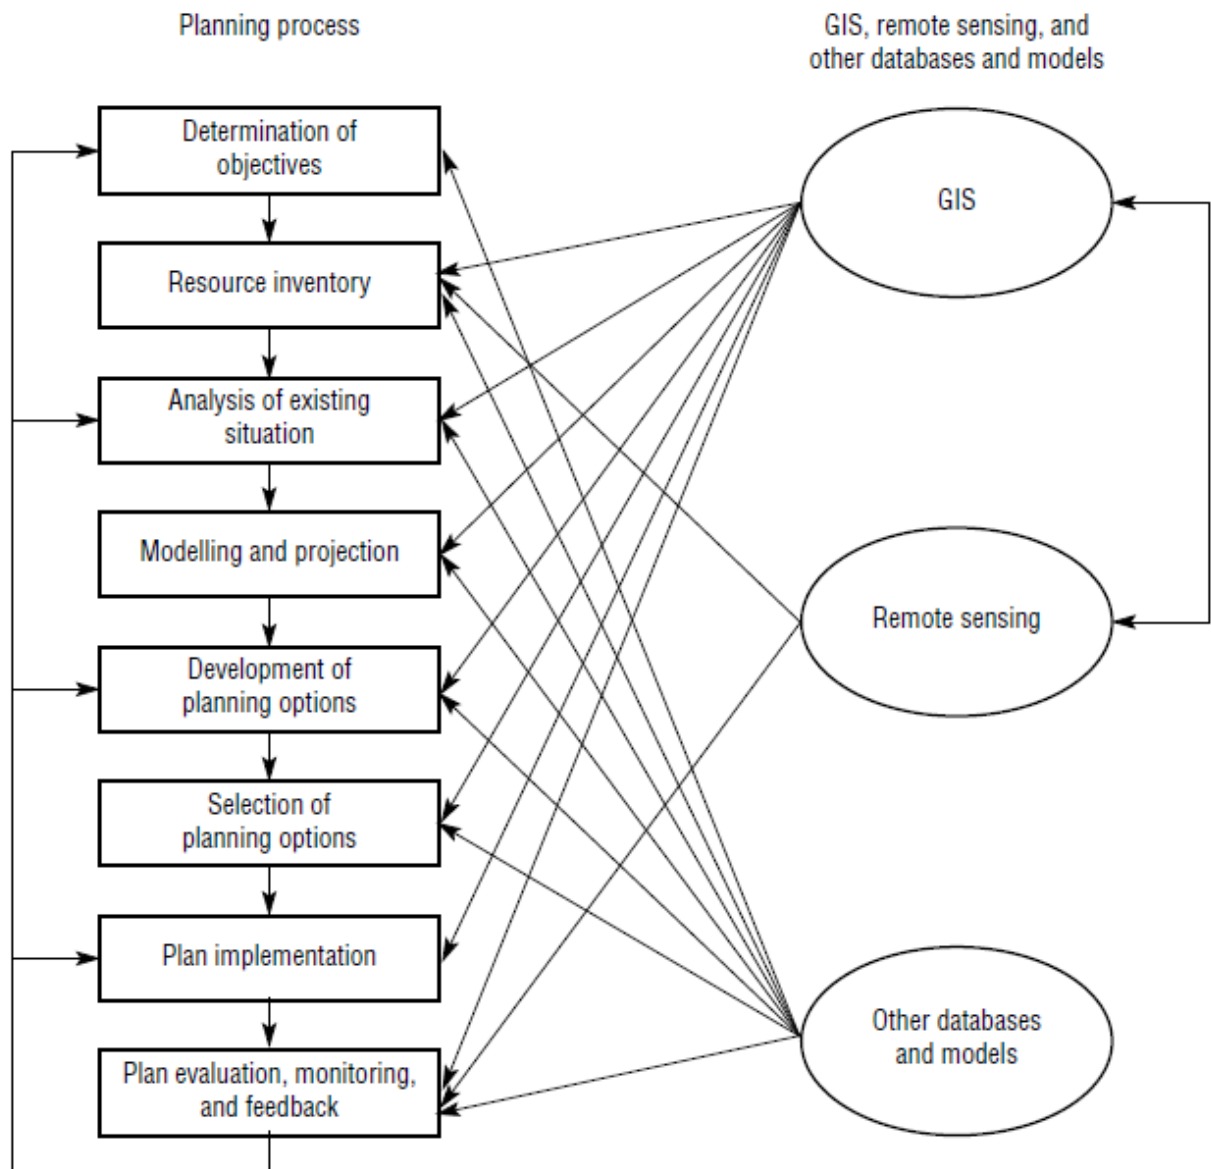 Planning process
GIS, remote sensing, and
other databases and models
Determination of
objectives
Resource inventory
Analysis of existing
situation
Modelling and projection
Development of
planning options
Selection of
planning options
Plan implementation
Plan evaluation, monitoring,
and feedback
GIS
Remote sensing
Other databases
and models